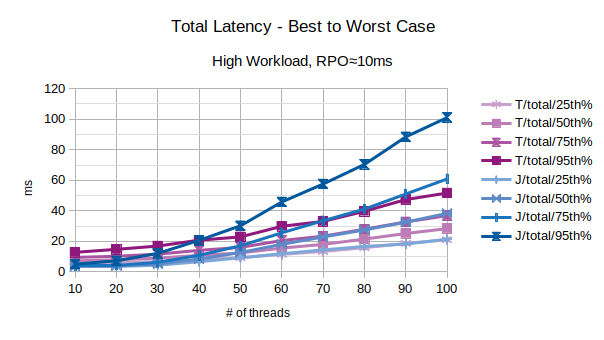 Total Latency - Best to Worst Case
High Workload, RPO≈10ms
120
100
80
60
40
20
0
ms
10 20 30 40 50 60 70 80 90 100
# of threads
T/total/25th%
T/total/50th%
T/total/75th%
T/total/95th%
J/total/25th%
J/total/50th%
J/total/75th%
J/total/95th%